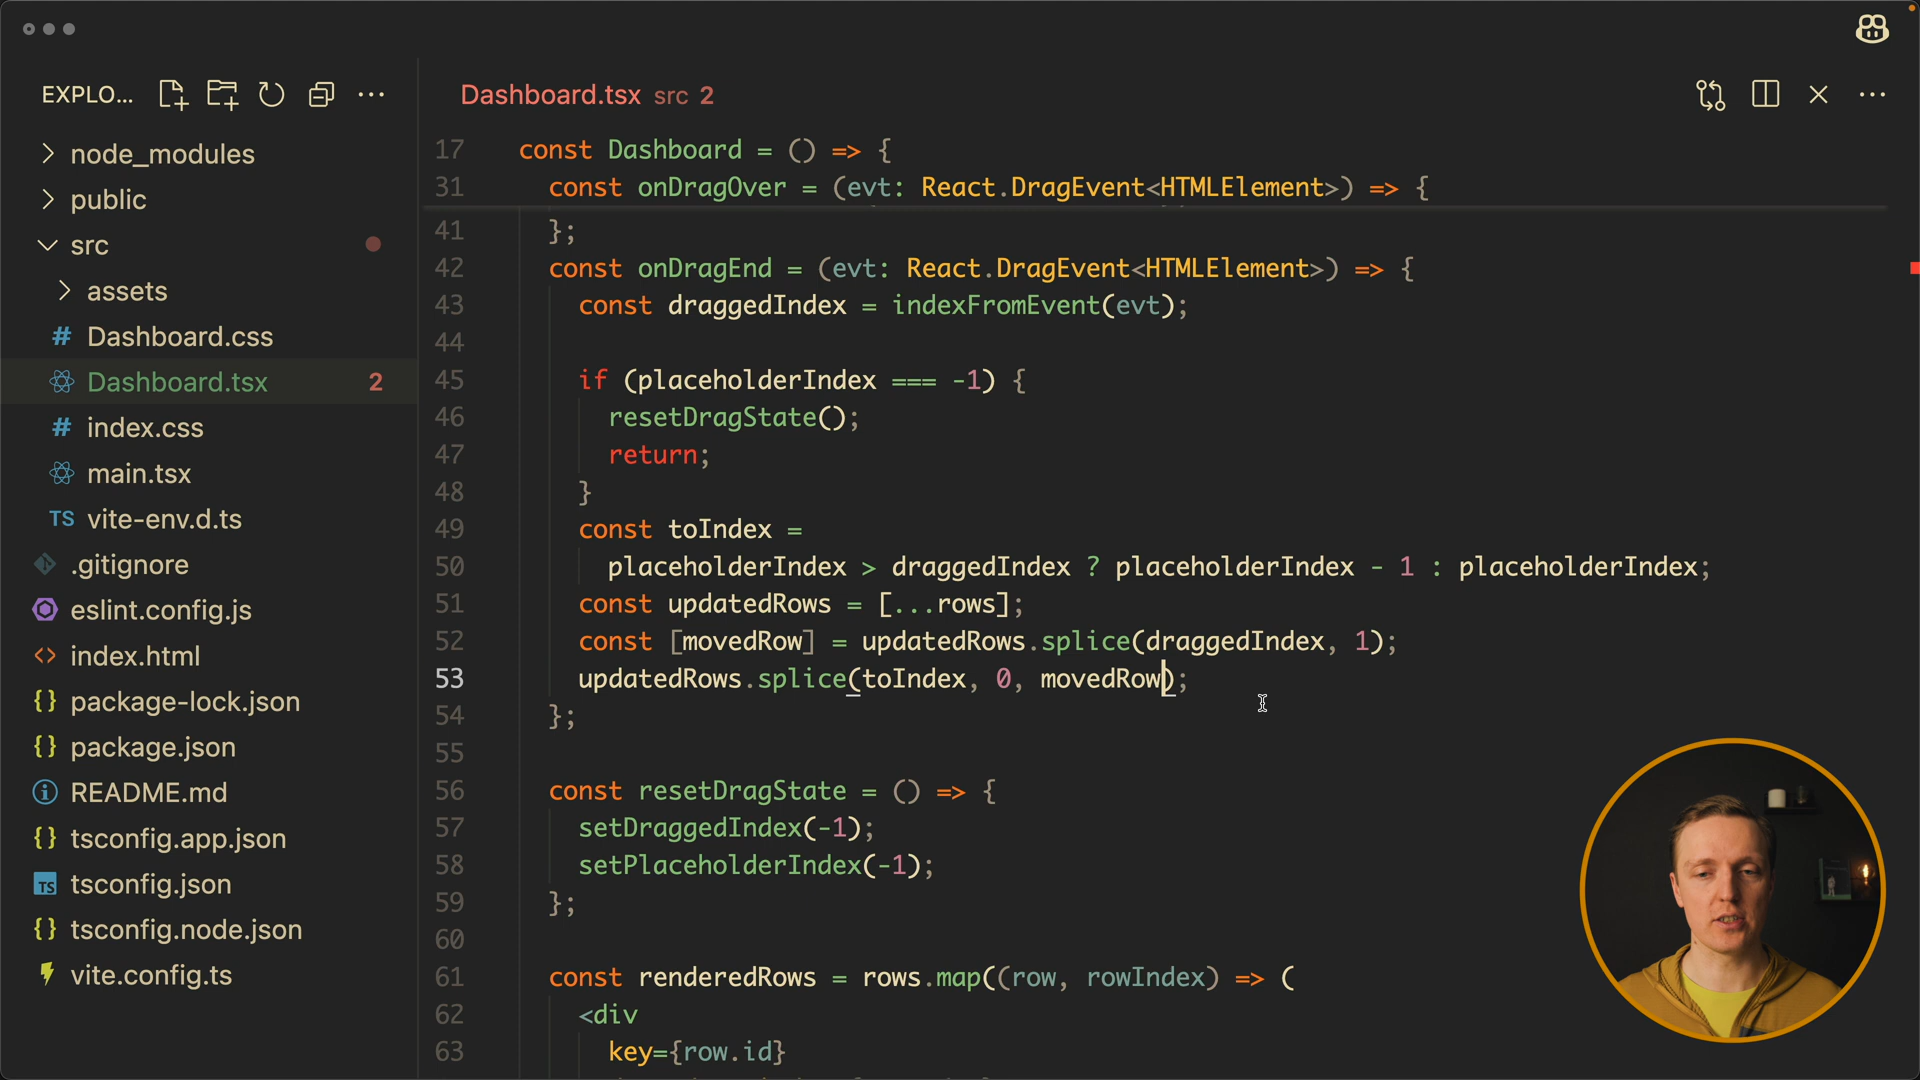 EXPLO...
node_modules
public
src
assets
# Dashboard.css
Dashboard.tsx 2
# index.css
main.tsx
TS vite-env.d.ts
.gitignore
eslint.config.js
<> index.html
{} package-lock.json
{} package.json
README.md
{} tsconfig.app.json
TS tsconfig.json
{} tsconfig.node.json
vite.config.ts
Dashboard.tsx src 2
17 const Dashboard = () => {
31 const onDragOver = (evt: React.DragEvent<HTMLElement>) => {
41 };
42 const onDragEnd = (evt: React.DragEvent<HTMLElement>) => {
43 const draggedIndex = indexFromEvent(evt);
44
45 if (placeholderIndex === -1) {
46 resetDragState();
47 return;
48 }
49 const toIndex =
50 placeholderIndex > draggedIndex ? placeholderIndex - 1 : placeholderIndex;
51 const updatedRows = [...rows];
52 const [movedRow] = updatedRows.splice(draggedIndex, 1);
53 updatedRows.splice(toIndex, 0, movedRow);
54 };
55
56 const resetDragState = () => {
57 setDraggedIndex(-1);
58 setPlaceholderIndex(-1);
59 };
60
61 const renderedRows = rows.map((row, rowIndex) => (
62 <div
63 key={row.id}